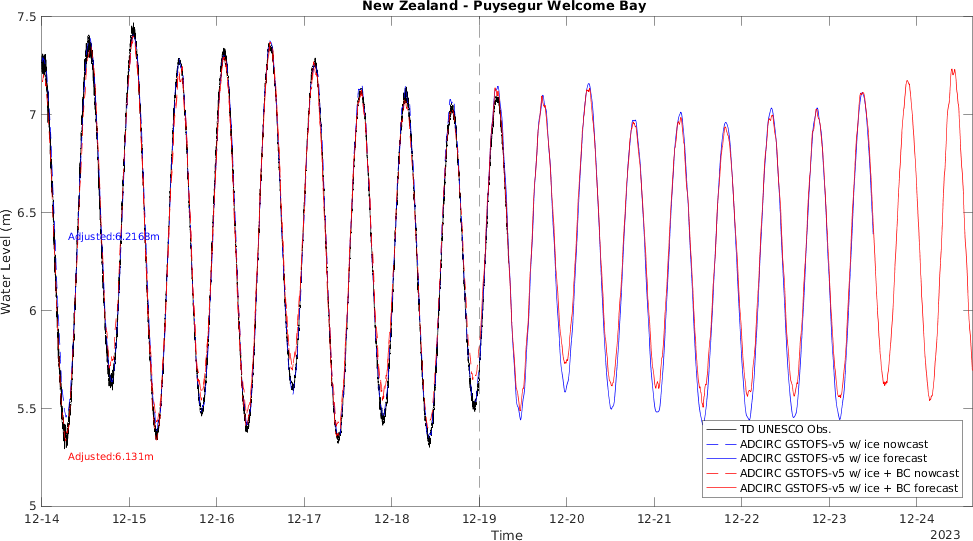 New Zealand - Puysegur Welcome Bay
7.5
7
6.5
6
5.5
5
Water Level (m)
Adjusted:6.2168m
Adjusted:6.131m
TD UNESCO Obs.
ADCIRC GSTOFS-v5 w/ ice nowcast
ADCIRC GSTOFS-v5 w/ ice forecast
ADCIRC GSTOFS-v5 w/ ice + BC nowcast
ADCIRC GSTOFS-v5 w/ ice + BC forecast
12-14 12-15 12-16 12-17 12-18 12-19 12-20 12-21 12-22 12-23 12-24
Time
2023